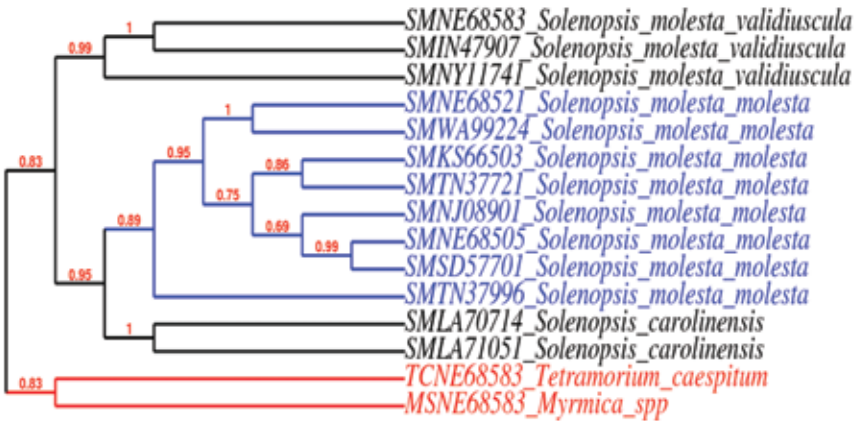 1
SMNE68583_Solenopsis_molesta_validiuscula
0.99
SMIN47907_Solenopsis_molesta_validiuscula
SMNY11741_Solenopsis_molesta_validiuscula
1
SMNE68521_Solenopsis_molesta_molesta
SMWA99224_Solenopsis_molesta_molesta
0.83
0.95
0.86
SMKS66503_Solenopsis_molesta_molesta
SMTN37721_Solenopsis_molesta_molesta
0.75
SMNJ08901_Solenopsis_molesta_molesta
0.89
0.69
SMNE68505_Solenopsis_molesta_molesta
0.99
SMSD57701_Solenopsis_molesta_molesta
0.95
SMTN37996_Solenopsis_molesta_molesta
1
SMLA70714_Solenopsis_carolinensis
SMLA71051_Solenopsis_carolinensis
0.83
TCNE68583_Tetramorium_caespitum
MSNE68583_Myrmica_spp